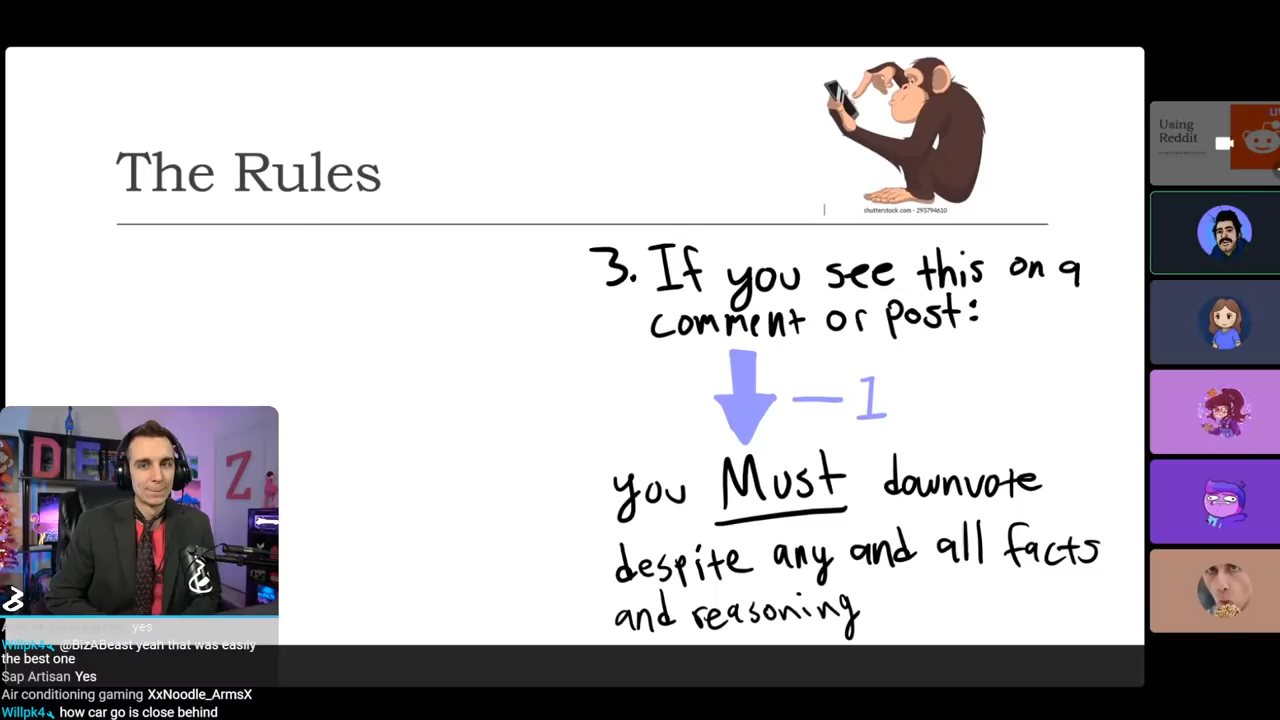 The Rules
shutterstock.com • 293794610
3. If you see this on a
comment or post:
— 1
you Must downvote
despite any and all facts
and reasoning
Using
Reddit
D E
Z
yes
Willpk4 @BizABeast yeah that was easily
the best one
Sap Artisan Yes
Air conditioning gaming XxNoodle_ArmsX
Willpk4 how car go is close behind